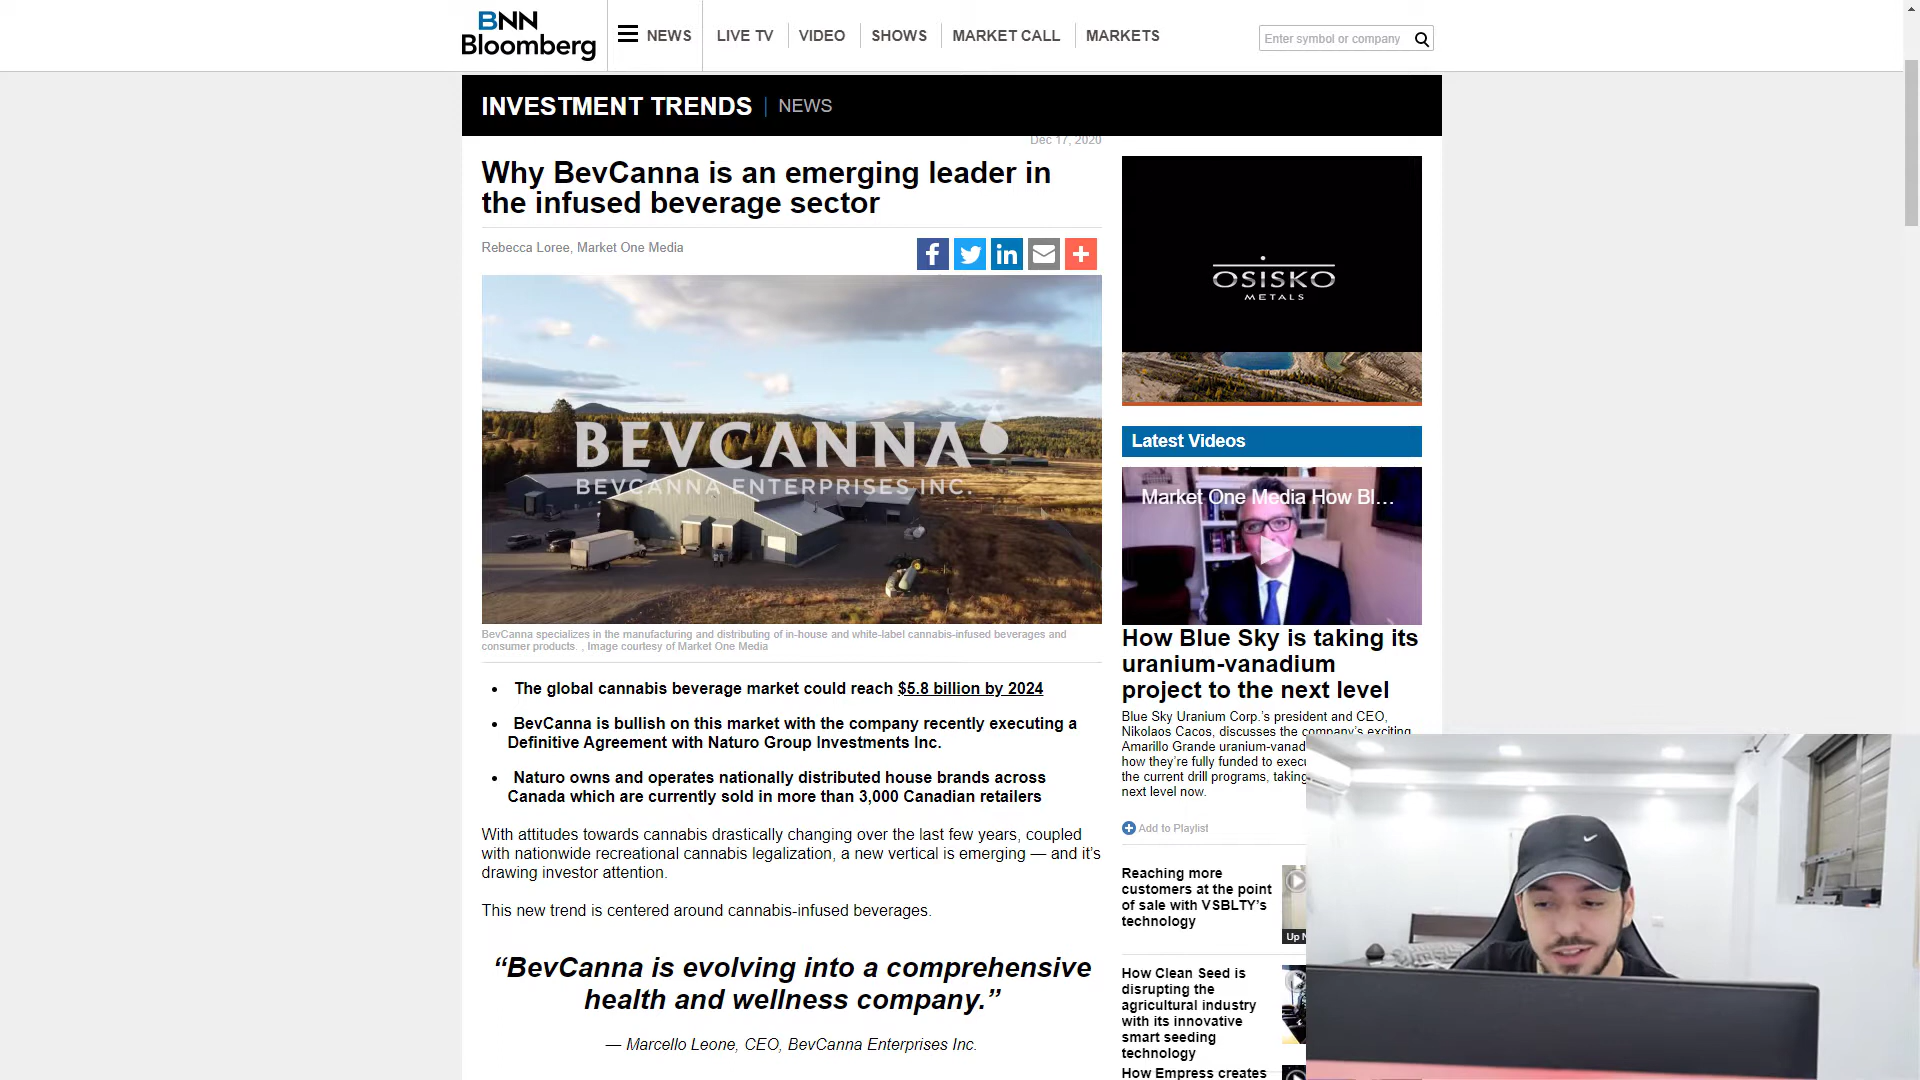 BNN
Bloomberg
NEWS
LIVE TV
VIDEO
SHOWS
MARKET CALL
MARKETS
Enter symbol or company
INVESTMENT TRENDS | NEWS
Dec 17, 2020
Why BevCanna is an emerging leader in
the infused beverage sector
Rebecca Loree, Market One Media
BEVCANNA
BEVCANNA ENTERPRISES INC.
BevCanna specializes in the manufacturing and distributing of in-house and white-label cannabis-infused beverages and
consumer products. , Image courtesy of Market One Media
• The global cannabis beverage market could reach $5.8 billion by 2024
• BevCanna is bullish on this market with the company recently executing a
Definitive Agreement with Naturo Group Investments Inc.
• Naturo owns and operates nationally distributed house brands across
Canada which are currently sold in more than 3,000 Canadian retailers
With attitudes towards cannabis drastically changing over the last few years, coupled
with nationwide recreational cannabis legalization, a new vertical is emerging — and it's
drawing investor attention.
This new trend is centered around cannabis-infused beverages.
“BevCanna is evolving into a comprehensive
health and wellness company.”
— Marcello Leone, CEO, BevCanna Enterprises Inc.
OSISKO
METALS
Latest Videos
Market One Media How Bl...
How Blue Sky is taking its
uranium-vanadium
project to the next level
Blue Sky Uranium Corp.'s president and CEO,
Nikolaos Cacos, discusses the company's exciting
Amarillo Grande uranium-vanad
how they're fully funded to execu
the current drill programs, taking
next level now.
Add to Playlist
Reaching more
customers at the point
of sale with VSBLTY's
technology
Up N
How Clean Seed is
disrupting the
agricultural industry
with its innovative
smart seeding
technology
How Empress creates